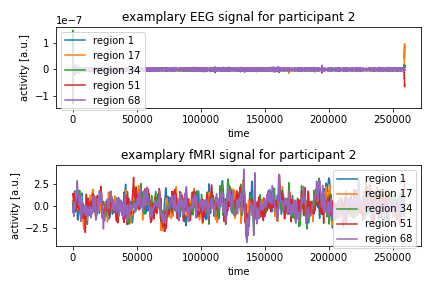 examplary EEG signal for participant 2
1e-7
activity [a.u.]
1
0
−1
region 1
region 17
region 34
region 51
region 68
0 50000 100000 150000 200000 250000
time
examplary fMRI signal for participant 2
activity [a.u.]
2.5
0.0
−2.5
region 1
region 17
region 34
region 51
region 68
0 50000 100000 150000 200000 250000
time